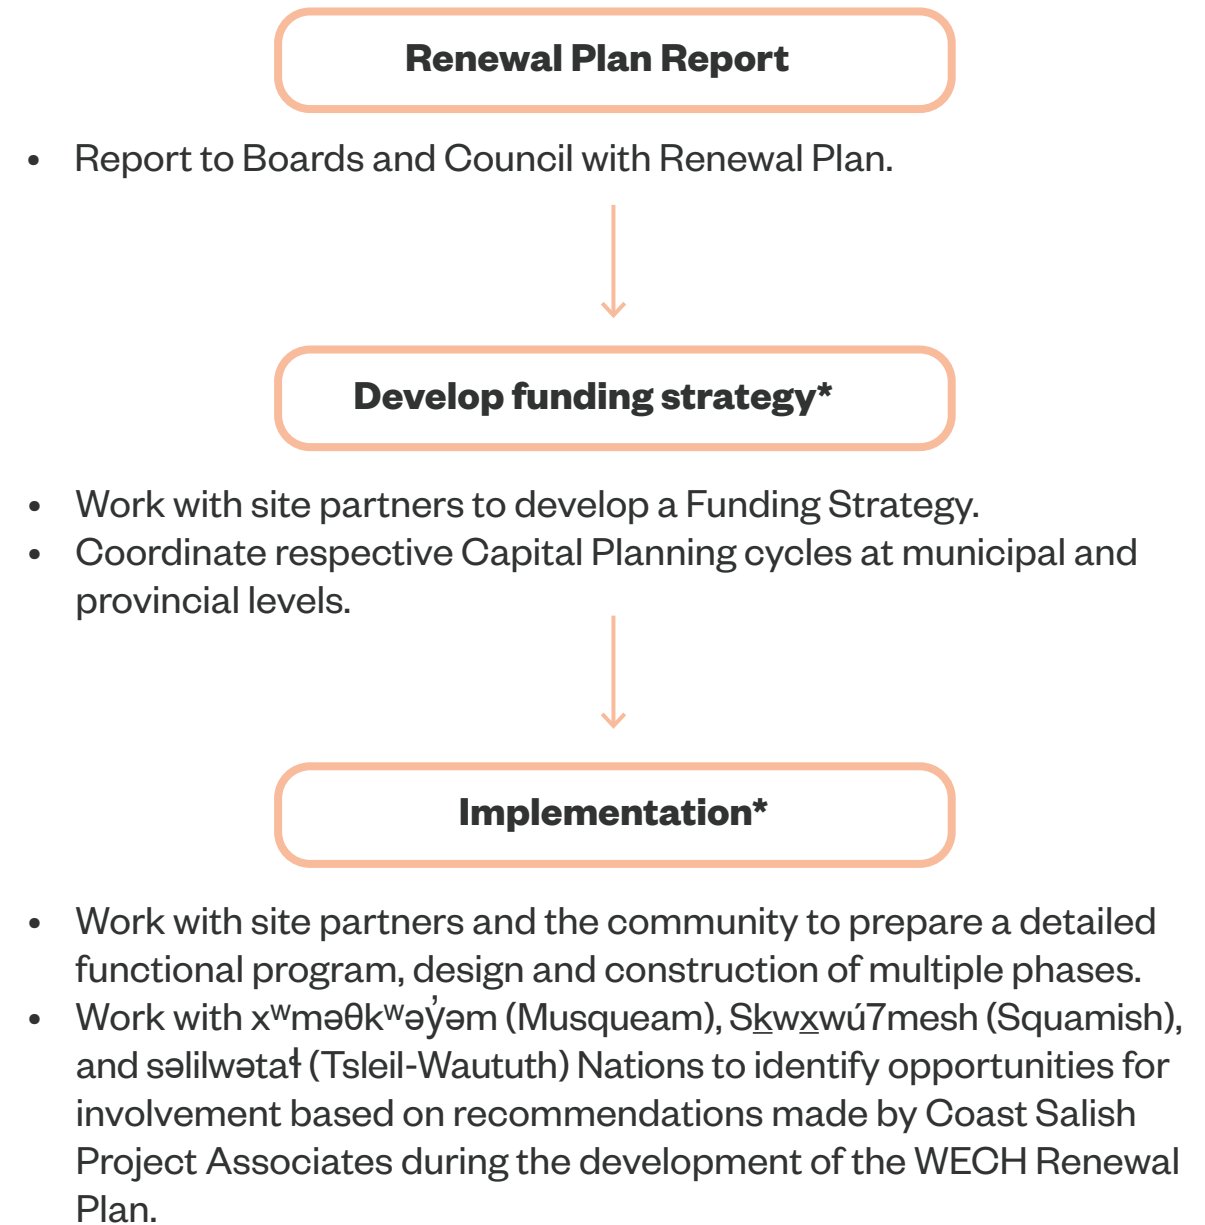 Renewal Plan Report
• Report to Boards and Council with Renewal Plan.
Develop funding strategy*
• Work with site partners to develop a Funding Strategy.
• Coordinate respective Capital Planning cycles at municipal and
provincial levels.
Implementation*
• Work with site partners and the community to prepare a detailed
functional program, design and construction of multiple phases.
• Work with xʷməθkʷəy̓əm (Musqueam), Sḵwx̱wú7mesh (Squamish),
and səlilwətaɬ (Tsleil-Waututh) Nations to identify opportunities for
involvement based on recommendations made by Coast Salish
Project Associates during the development of the WECH Renewal
Plan.